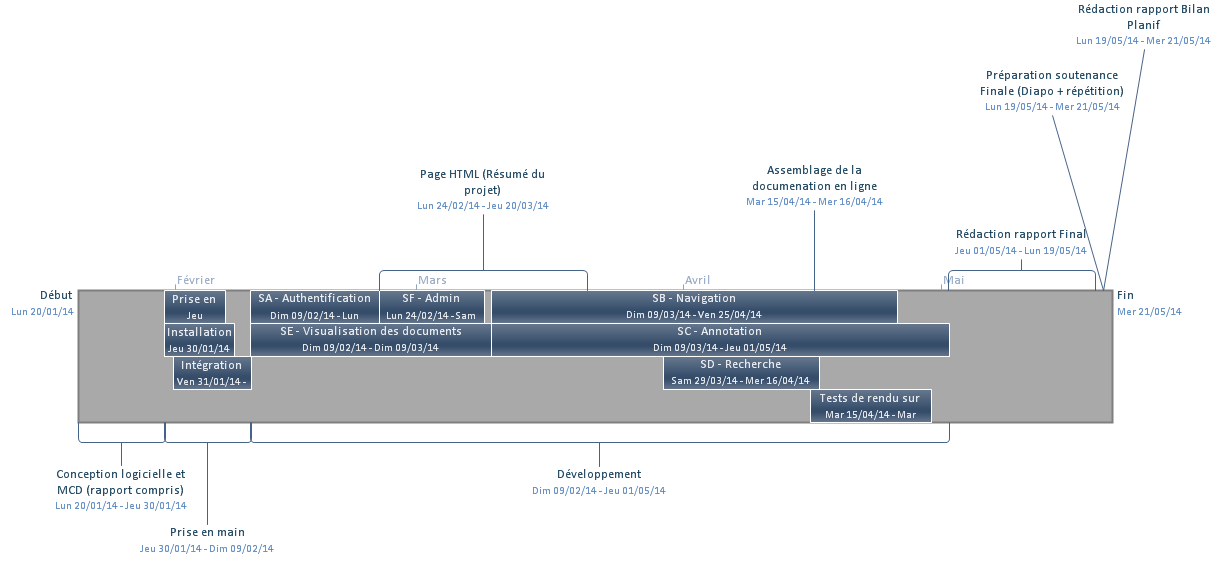 Rédaction rapport Bilan
Planif
Lun 19/05/14 - Mer 21/05/14
Préparation soutenance
Finale (Diapo + répétition)
Lun 19/05/14 - Mer 21/05/14
Page HTML (Résumé du
projet)
Lun 24/02/14 - Jeu 20/03/14
Assemblage de la
documenation en ligne
Mar 15/04/14 - Mer 16/04/14
Rédaction rapport Final
Jeu 01/05/14 - Lun 19/05/14
Février
Mars
Avril
Mai
Début
Lun 20/01/14
Fin
Mer 21/05/14
Prise en
Jeu
SA - Authentification
Dim 09/02/14 - Lun
SF - Admin
Lun 24/02/14 - Sam
SB - Navigation
Dim 09/03/14 - Ven 25/04/14
Installation
Jeu 30/01/14
SE - Visualisation des documents
Dim 09/02/14 - Dim 09/03/14
SC - Annotation
Dim 09/03/14 - Jeu 01/05/14
Intégration
Ven 31/01/14 -
SD - Recherche
Sam 29/03/14 - Mer 16/04/14
Tests de rendu sur
Mar 15/04/14 - Mar
Conception logicielle et
MCD (rapport compris)
Lun 20/01/14 - Jeu 30/01/14
Développement
Dim 09/02/14 - Jeu 01/05/14
Prise en main
Jeu 30/01/14 - Dim 09/02/14